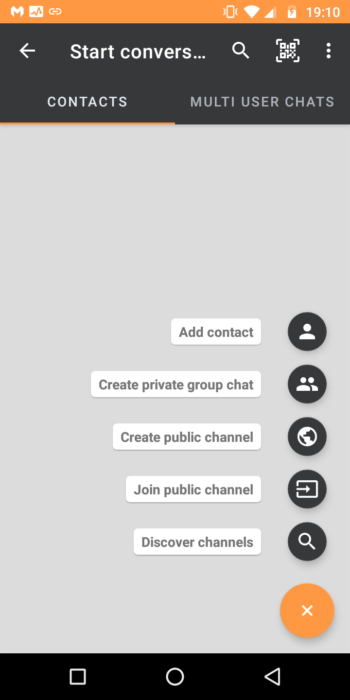 19:10
Start convers...
CONTACTS
MULTI USER CHATS
Add contact
Create private group chat
Create public channel
Join public channel
Discover channels